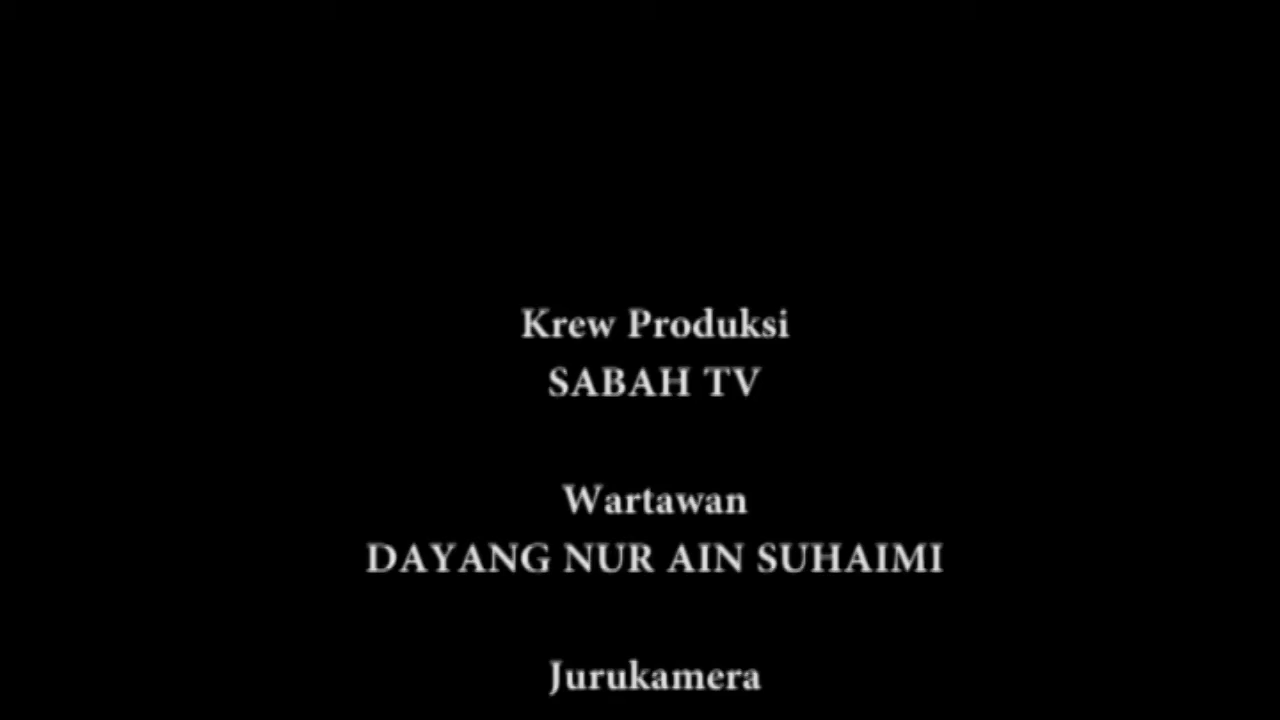 Krew Produksi
SABAH TV
Wartawan
DAYANG NUR AIN SUHAIMI
Jurukamera